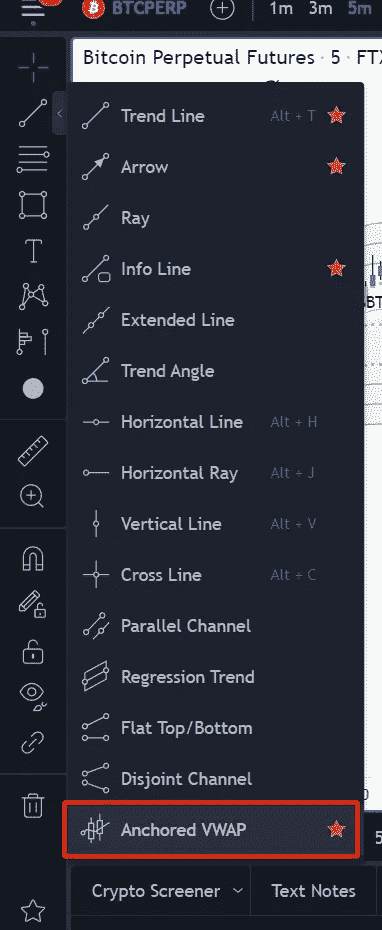 BTCPERP 1m 3m 5m
Bitcoin Perpetual Futures · 5 · FTX
Trend Line Alt + T
Arrow
Ray
Info Line
Extended Line
Trend Angle
Horizontal Line Alt + H
Horizontal Ray Alt + J
Vertical Line Alt + V
Cross Line Alt + C
Parallel Channel
Regression Trend
Flat Top/Bottom
Disjoint Channel
Anchored VWAP
Crypto Screener Text Notes